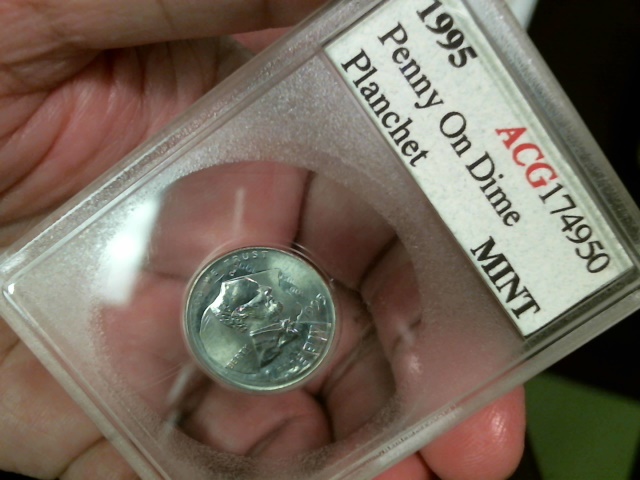 1995
Penny On Dime
Planchet
ACG174950
MINT
TRUST